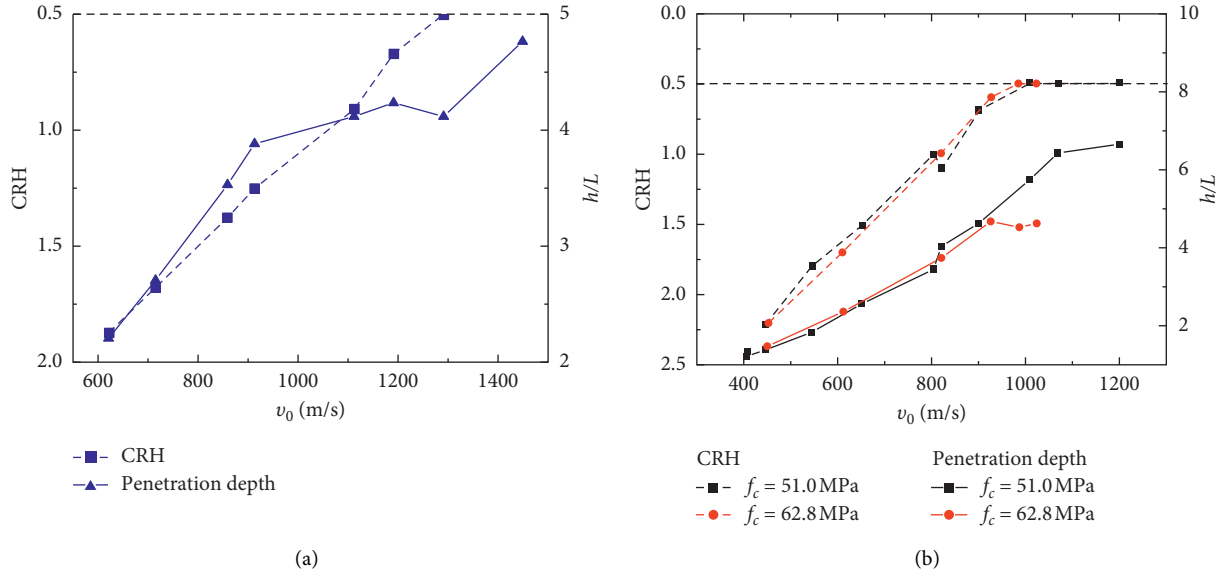 0.5
1.0
1.5
2.0
CRH
5
4
3
2
h/L
600
800
1000
1200
1400
v0 (m/s)
CRH
Penetration depth
(a)
0.0
0.5
1.0
1.5
2.0
2.5
CRH
10
8
6
4
2
h/L
400
600
800
1000
1200
v0 (m/s)
CRH
fc = 51.0 MPa
fc = 62.8 MPa
Penetration depth
fc = 51.0 MPa
fc = 62.8 MPa
(b)